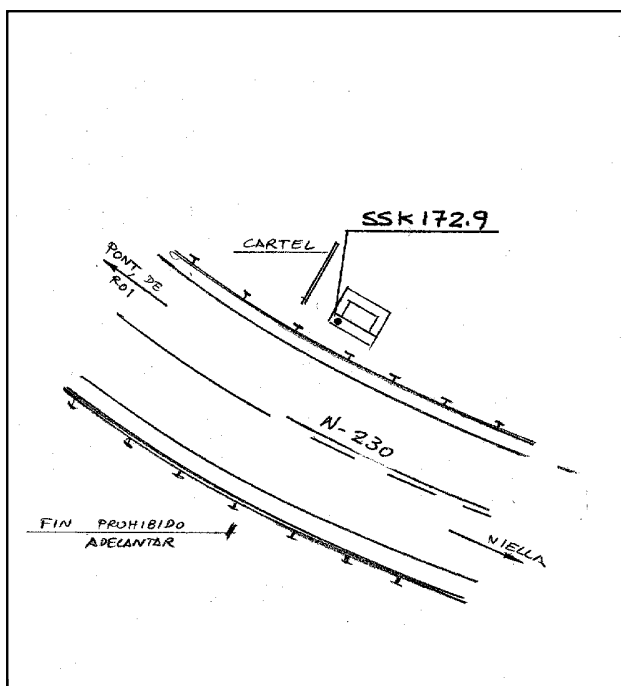 SSK172.9
CARTEL
PONT, DE
ROI
N-230
FIN PROHIBIDO
ADELANTAR
NIELLA